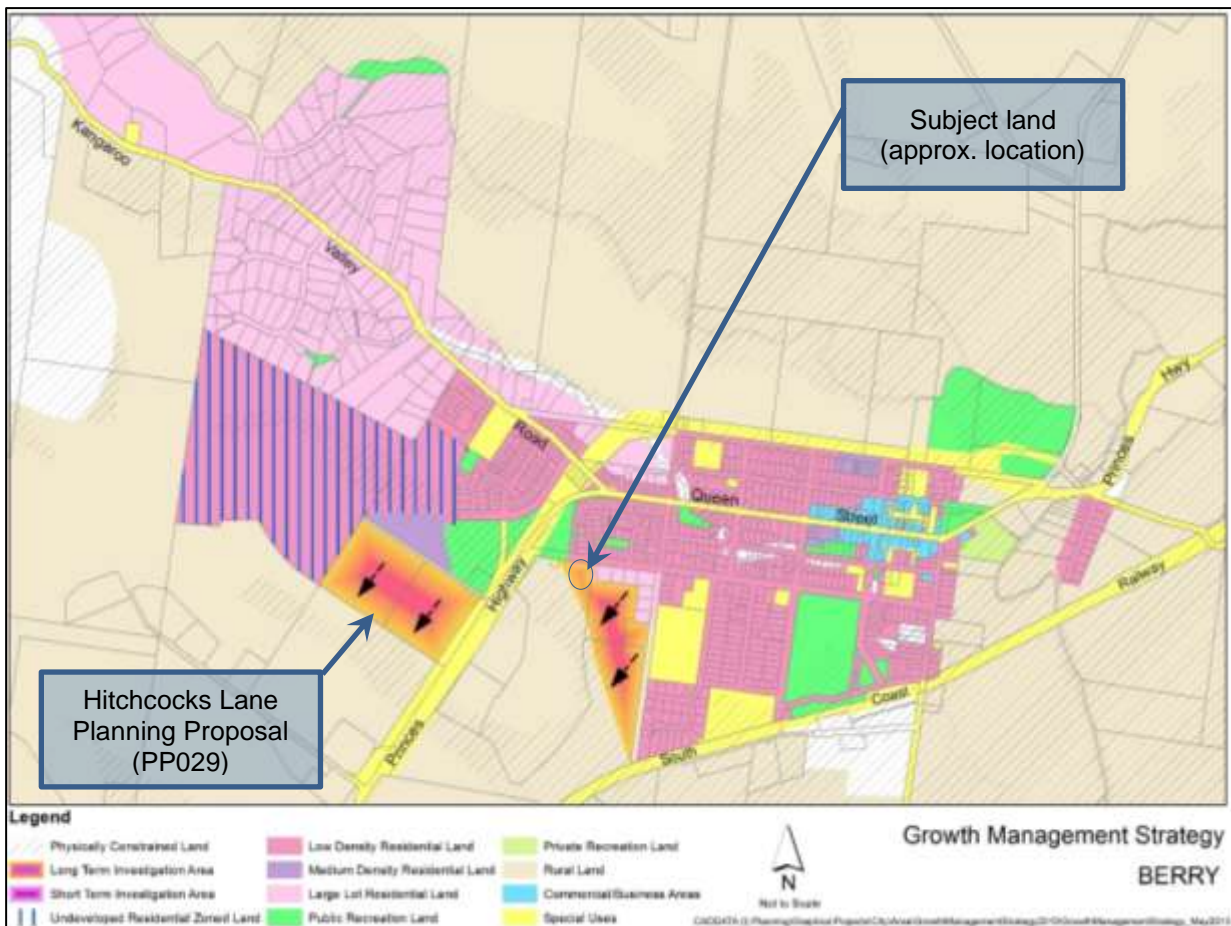 Subject land
(approx. location)
Kangaroo
Valley
Road
Queen
Street
Princes
Hwy
Railway
Highway
Princes
South
Coast
Hitchcocks Lane
Planning Proposal
(PP029)
Legend
Physically Constrained Land
Long Term Investigation Area
Short Term Investigation Area
Undeveloped Residential Zoned Land
Low Density Residential Land
Medium Density Residential Land
Large Lot Residential Land
Public Recreation Land
Private Recreation Land
Rural Land
Commercial/Business Areas
Special Uses
N
Not to Scale
Growth Management Strategy
BERRY